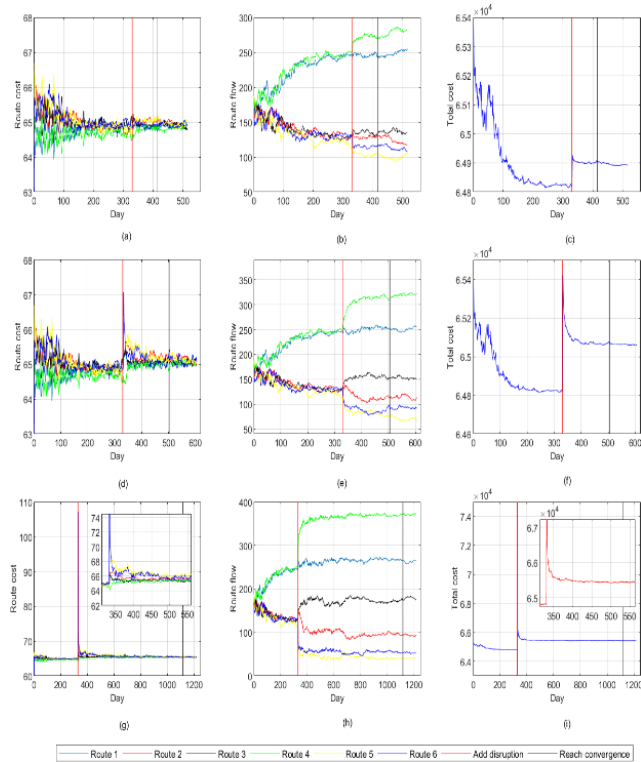 68
67
66
65
64
63
Route cost
0 100 200 300 400 500
Day
(a)
300
250
200
150
100
50
Route flow
0 100 200 300 400 500
Day
(b)
×10⁴
6.54
6.53
6.52
6.51
6.5
6.49
6.48
Total cost
0 100 200 300 400 500
Day
(c)
68
67
66
65
64
63
Route cost
0 100 200 300 400 500 600
Day
(d)
350
300
250
200
150
100
50
Route flow
0 100 200 300 400 500 600
Day
(e)
×10⁴
6.54
6.52
6.5
6.48
6.46
Total cost
0 100 200 300 400 500 600
Day
(f)
110
100
90
80
70
60
Route cost
74
72
70
68
66
64
62
350 400 450 500 550
0 200 400 600 800 1000 1200
Day
(g)
400
300
200
100
0
Route flow
0 200 400 600 800 1000 1200
Day
(h)
×10⁴
7.4
7.2
7
6.8
6.6
6.4
Total cost
×10⁴
6.7
6.6
6.5
350 400 450 500 550
0 200 400 600 800 1000 1200
Day
(i)
Route 1 Route 2 Route 3 Route 4 Route 5 Route 6 Add disruption Reach convergence